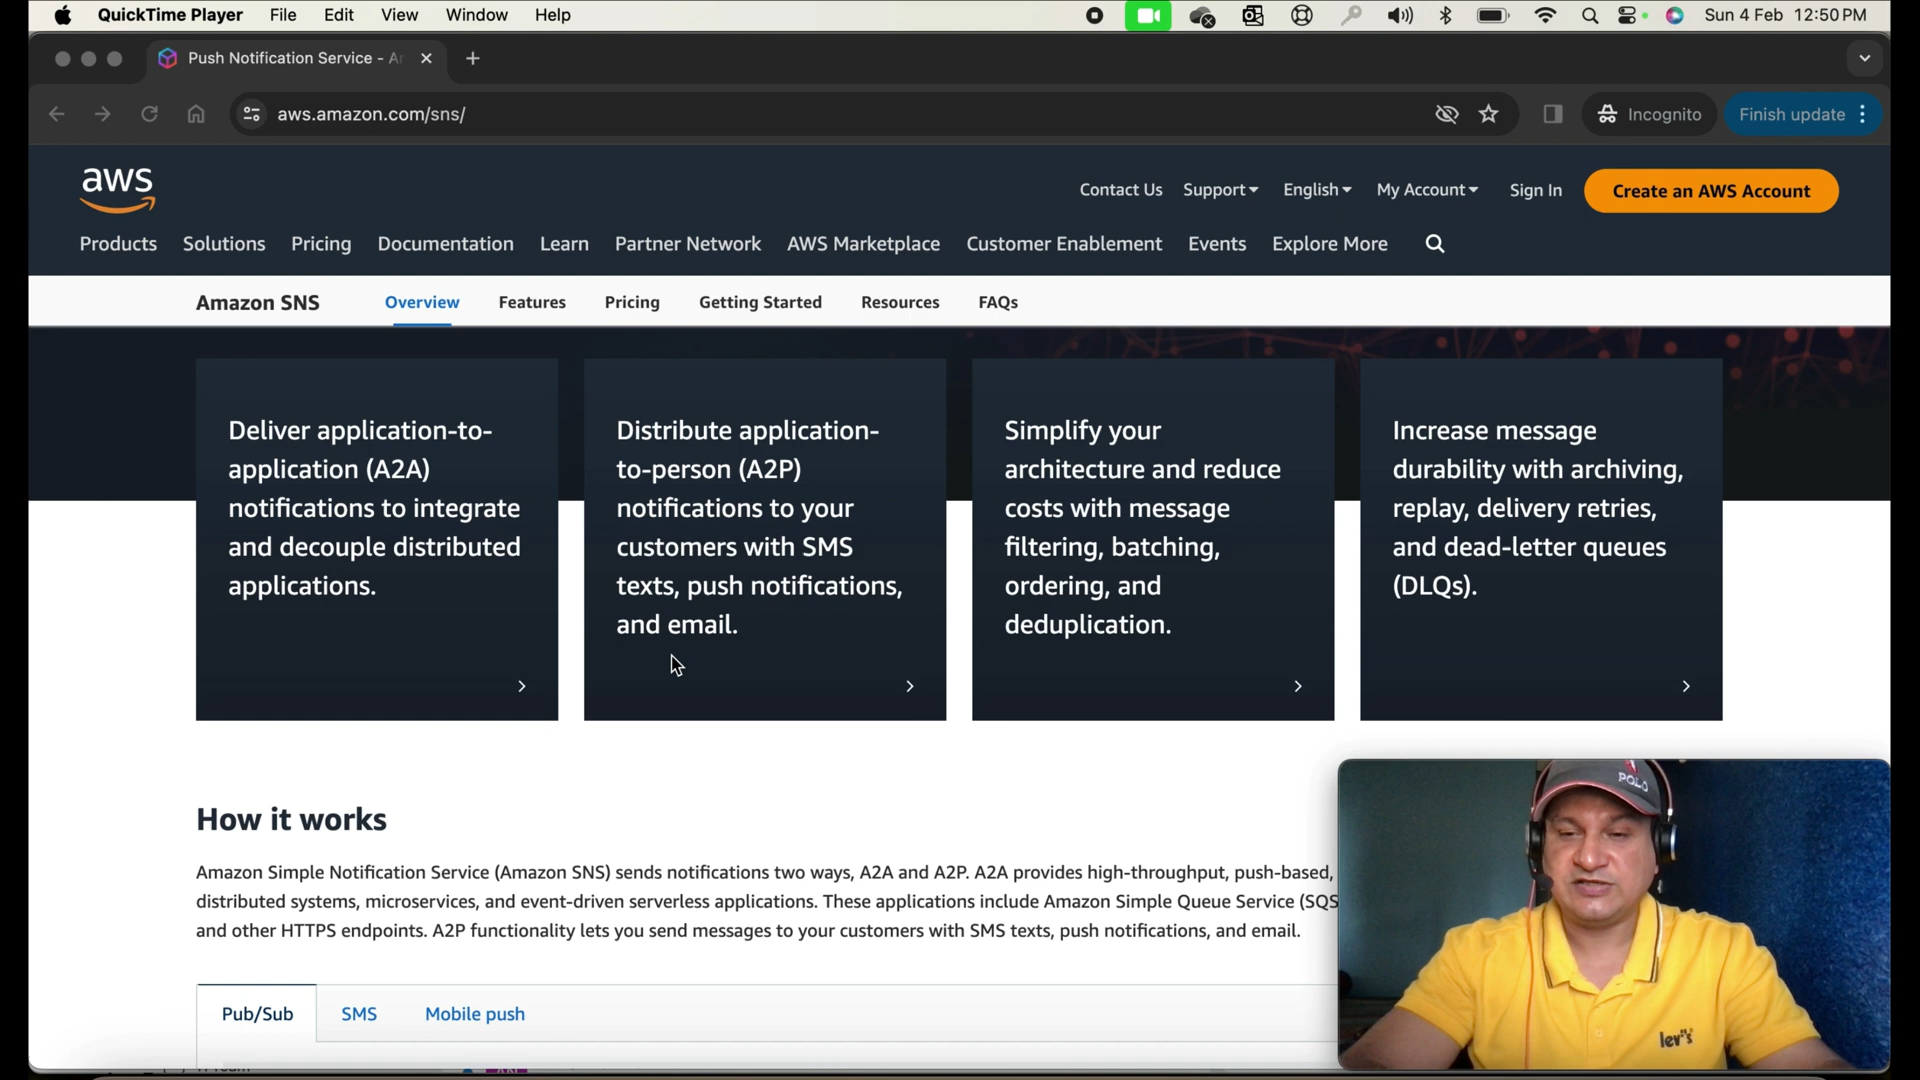 QuickTime Player File Edit View Window Help Sun 4 Feb 12:50 PM
Push Notification Service - Ar
aws.amazon.com/sns/ Incognito Finish update
aws
Contact Us Support English My Account Sign In Create an AWS Account
Products Solutions Pricing Documentation Learn Partner Network AWS Marketplace Customer Enablement Events Explore More
Amazon SNS Overview Features Pricing Getting Started Resources FAQs
Deliver application-to-
application (A2A)
notifications to integrate
and decouple distributed
applications.
Distribute application-
to-person (A2P)
notifications to your
customers with SMS
texts, push notifications,
and email.
Simplify your
architecture and reduce
costs with message
filtering, batching,
ordering, and
deduplication.
Increase message
durability with archiving,
replay, delivery retries,
and dead-letter queues
(DLQs).
How it works
Amazon Simple Notification Service (Amazon SNS) sends notifications two ways, A2A and A2P. A2A provides high-throughput, push-based,
distributed systems, microservices, and event-driven serverless applications. These applications include Amazon Simple Queue Service (SQS
and other HTTPS endpoints. A2P functionality lets you send messages to your customers with SMS texts, push notifications, and email.
Pub/Sub SMS Mobile push
POLO
levi's